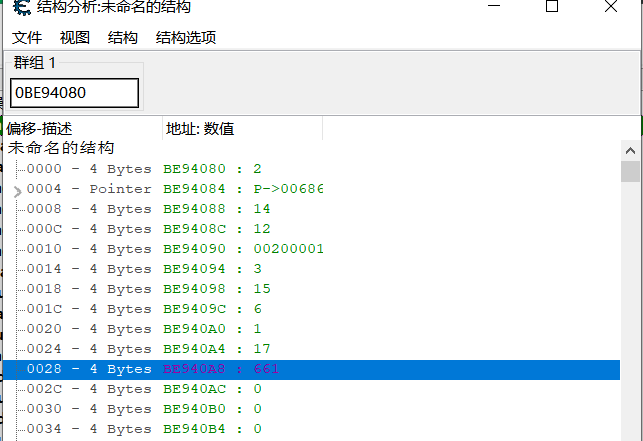 结构分析:未命名的结构
文件 视图 结构 结构选项
群组 1
0BE94080
偏移-描述 地址: 数值
未命名的结构
0000 - 4 Bytes BE94080 : 2
0004 - Pointer BE94084 : P->00686
0008 - 4 Bytes BE94088 : 14
000C - 4 Bytes BE9408C : 12
0010 - 4 Bytes BE94090 : 00200001
0014 - 4 Bytes BE94094 : 3
0018 - 4 Bytes BE94098 : 15
001C - 4 Bytes BE9409C : 6
0020 - 4 Bytes BE940A0 : 1
0024 - 4 Bytes BE940A4 : 17
0028 - 4 Bytes BE940A8 : 661
002C - 4 Bytes BE940AC : 0
0030 - 4 Bytes BE940B0 : 0
0034 - 4 Bytes BE940B4 : 0